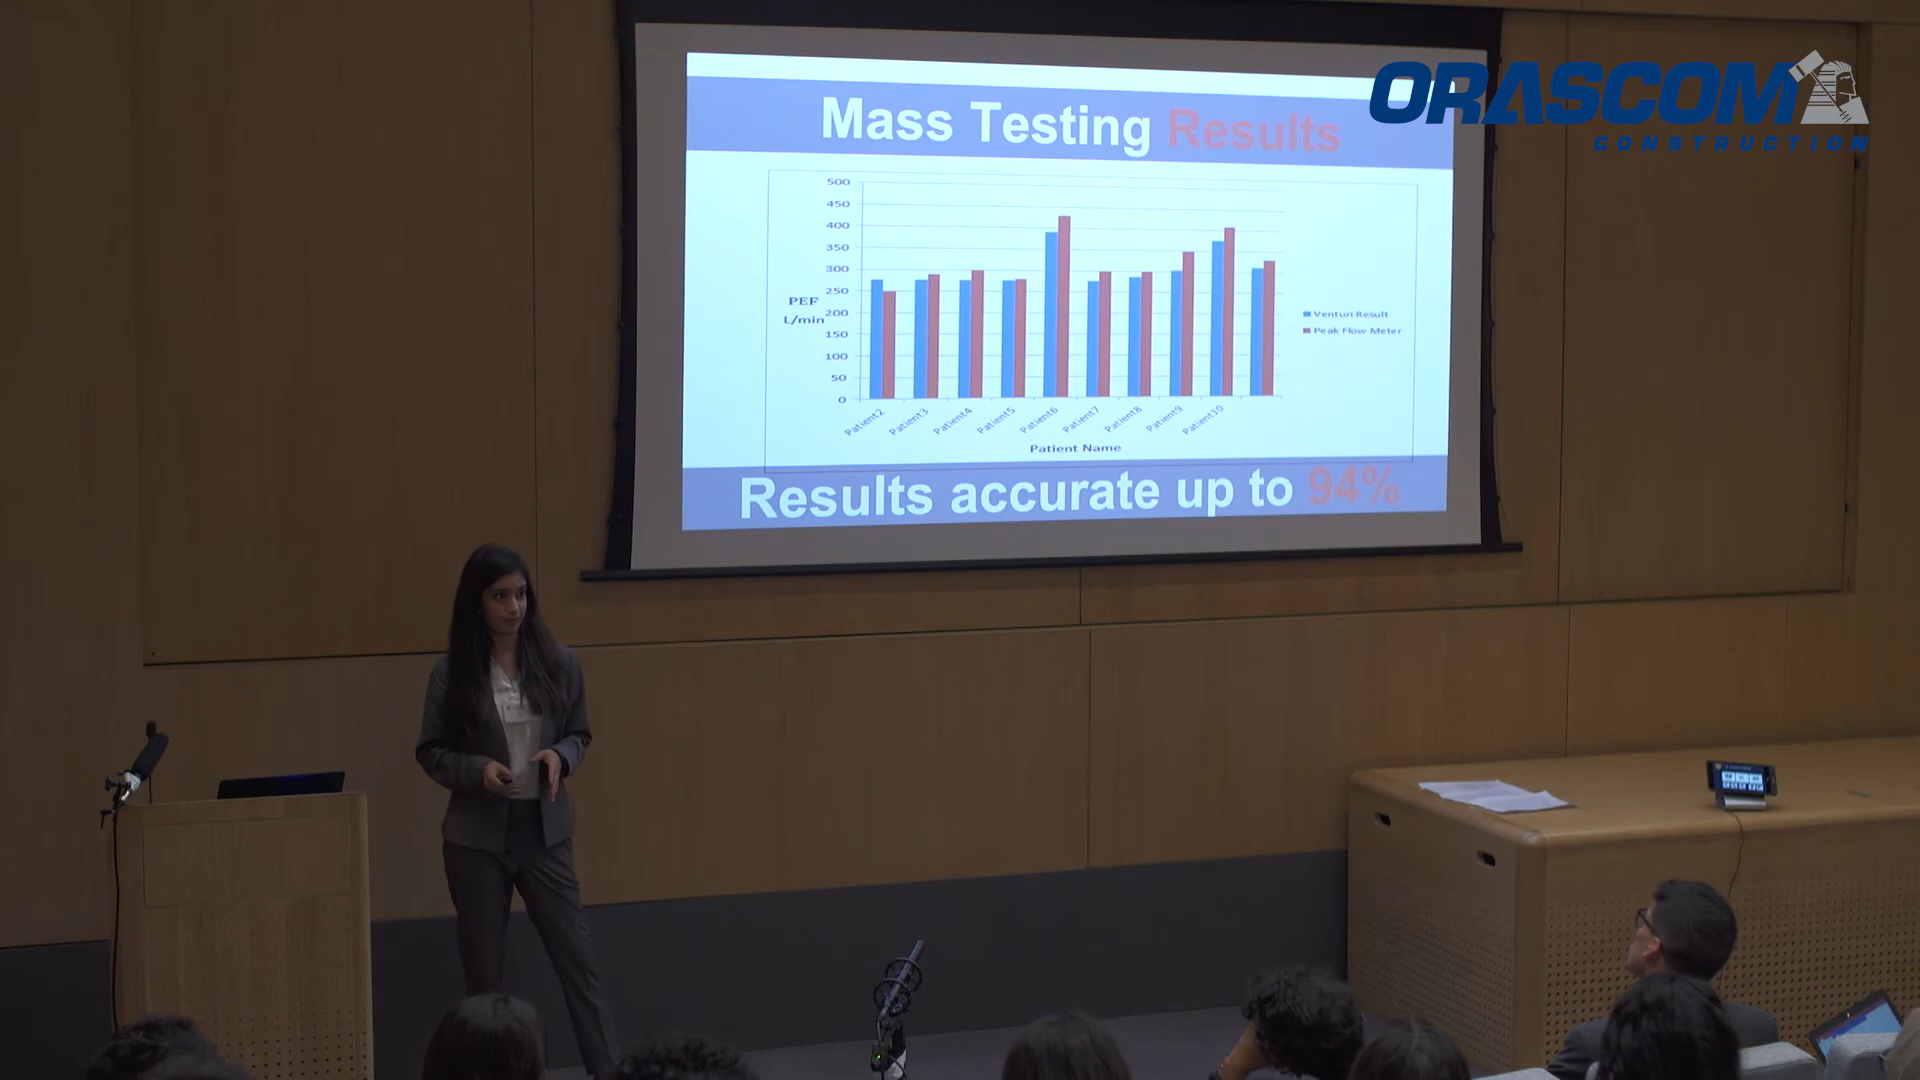 ORASCOM
CONSTRUCTION
Mass Testing Results
500
450
400
350
300
250
200
150
100
50
0
PEF
L/min
Venturi Result
Peak Flow Meter
Patient2
Patient3
Patient4
Patient5
Patient6
Patient7
Patient8
Patient9
Patient10
Patient Name
Results accurate up to 94%